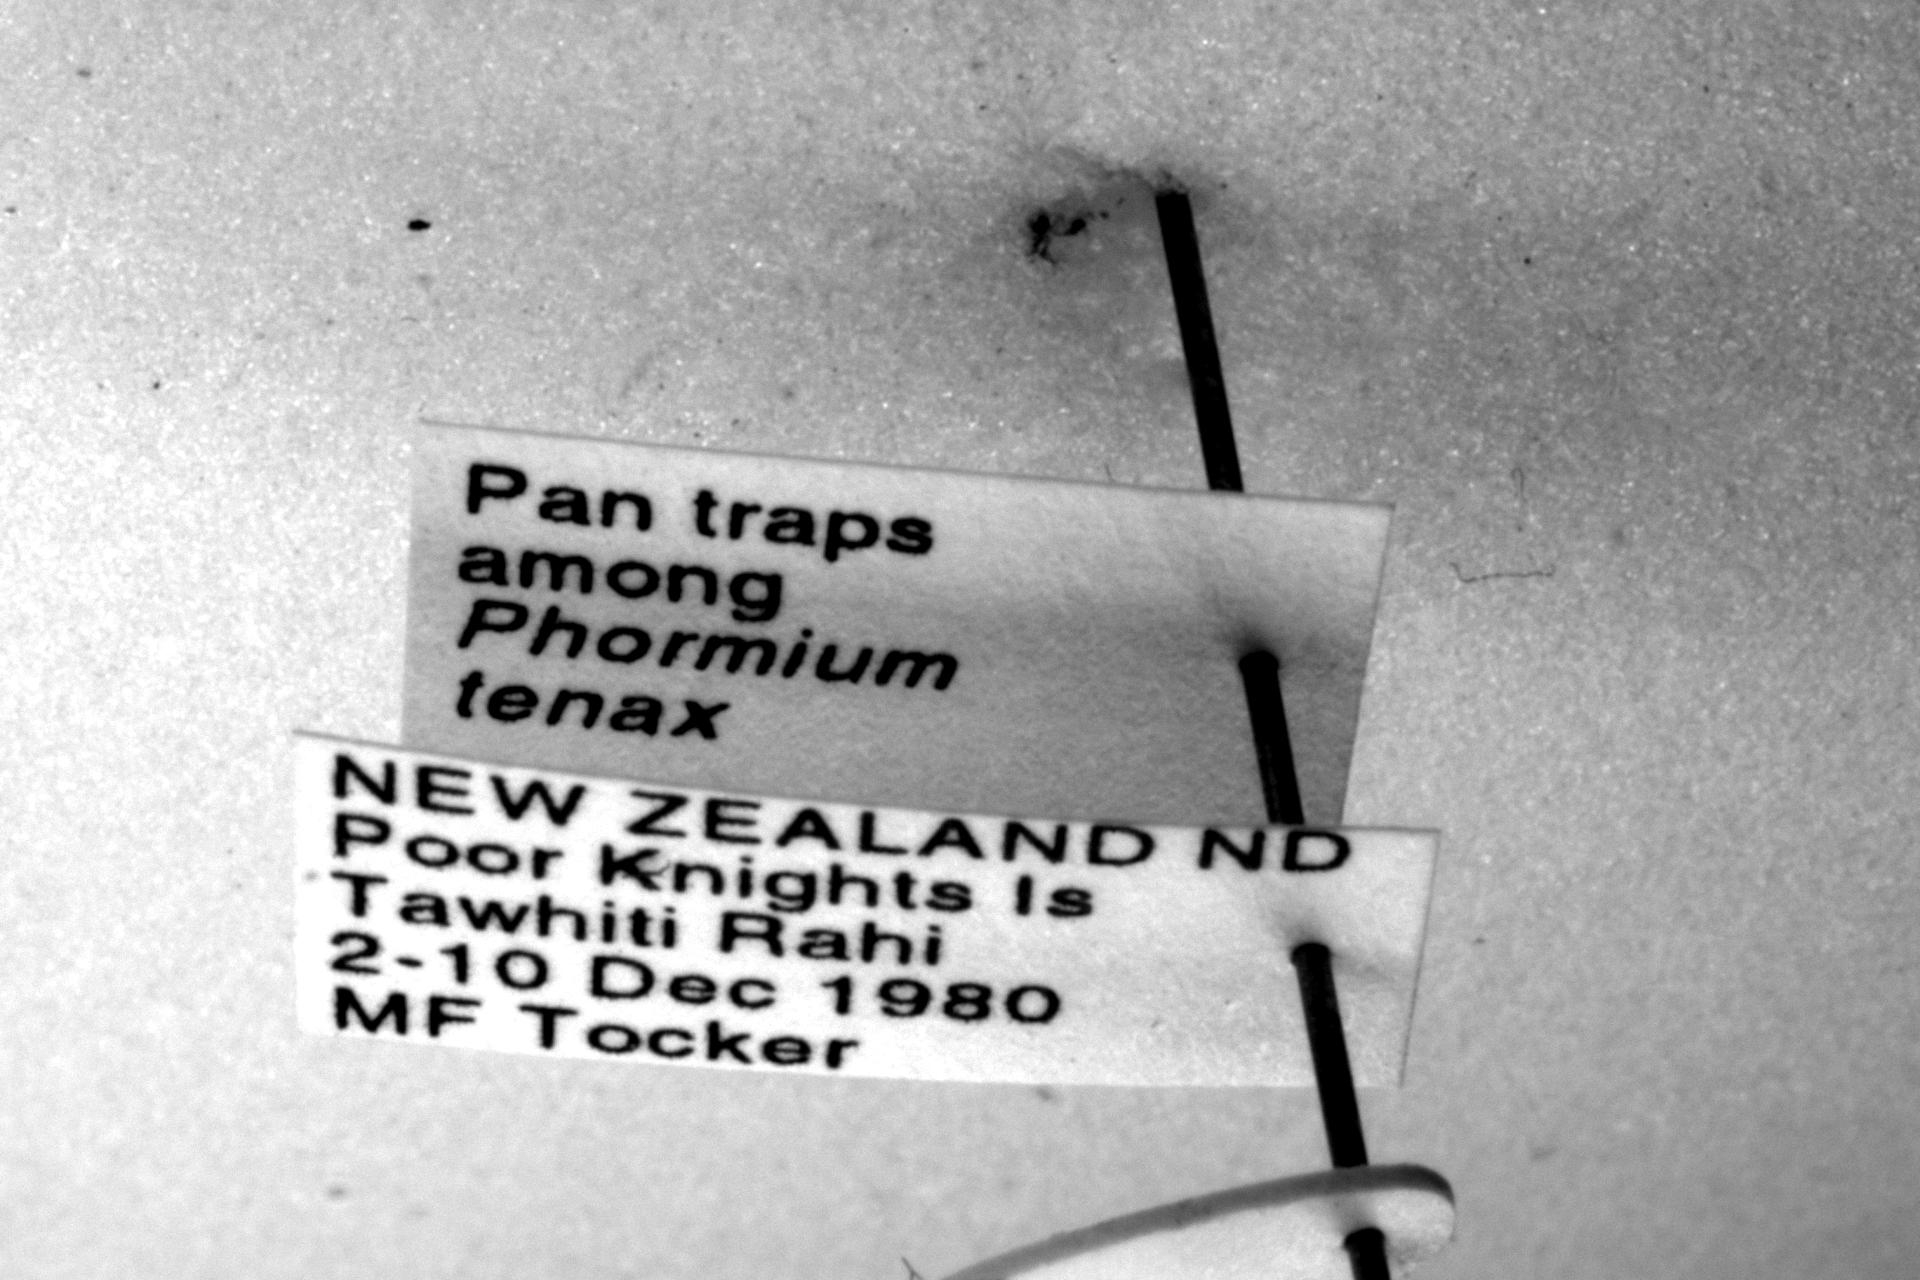 Pan traps
among
Phormium
tenax
NEW ZEALAND ND
Poor Knights Is
Tawhiti Rahi
2-10 Dec 1980
MF Tocker